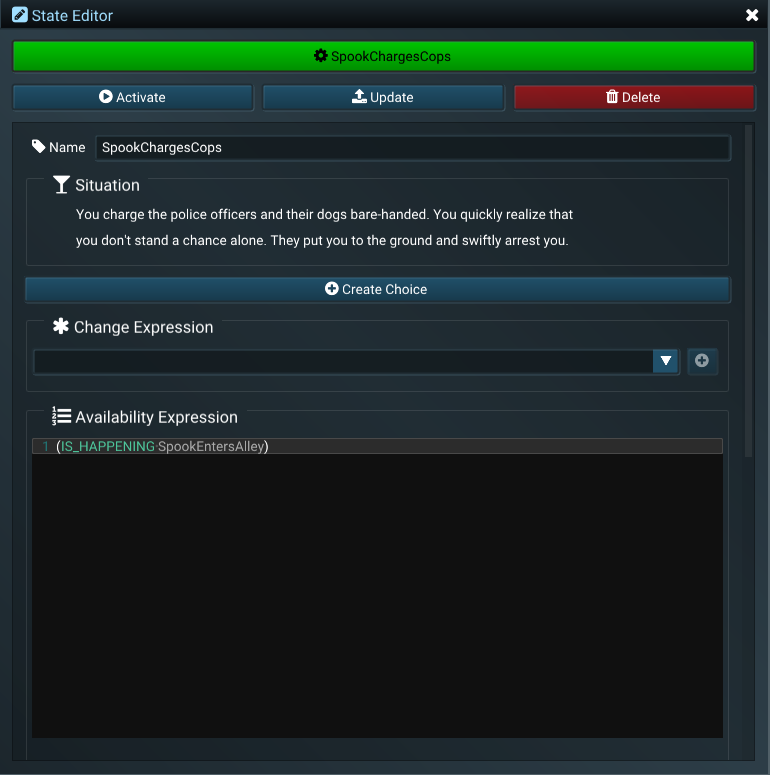 State Editor
SpookChargesCops
Activate
Update
Delete
Name
SpookChargesCops
Situation
You charge the police officers and their dogs bare-handed. You quickly realize that
you don't stand a chance alone. They put you to the ground and swiftly arrest you.
Create Choice
Change Expression
Availability Expression
1 (IS_HAPPENING SpookEntersAlley)